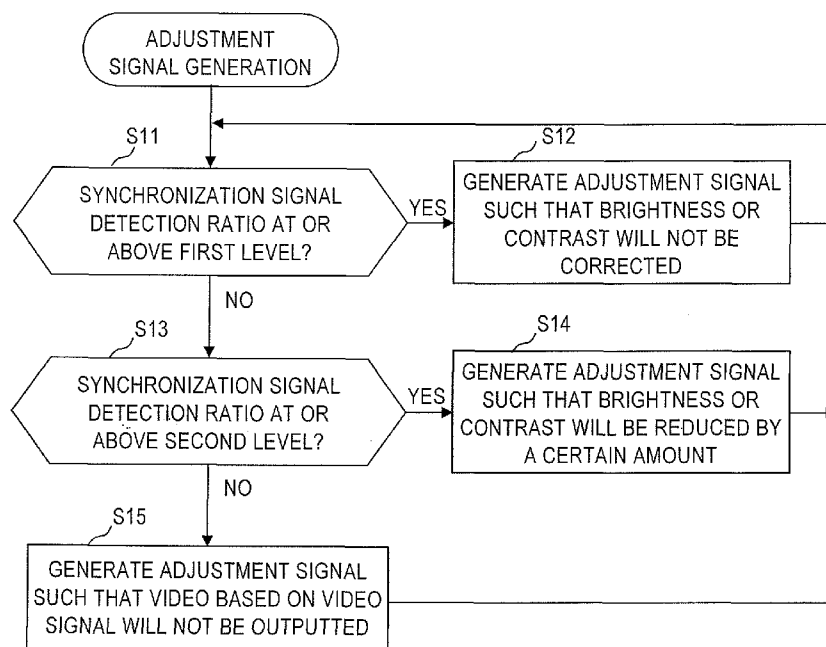 ADJUSTMENT
SIGNAL GENERATION
S11
SYNCHRONIZATION SIGNAL
DETECTION RATIO AT OR
ABOVE FIRST LEVEL?
YES
S12
GENERATE ADJUSTMENT SIGNAL
SUCH THAT BRIGHTNESS OR
CONTRAST WILL NOT BE
CORRECTED
NO
S13
SYNCHRONIZATION SIGNAL
DETECTION RATIO AT OR
ABOVE SECOND LEVEL?
YES
S14
GENERATE ADJUSTMENT SIGNAL
SUCH THAT BRIGHTNESS OR
CONTRAST WILL BE REDUCED BY
A CERTAIN AMOUNT
NO
S15
GENERATE ADJUSTMENT SIGNAL
SUCH THAT VIDEO BASED ON VIDEO
SIGNAL WILL NOT BE OUTPUTTED